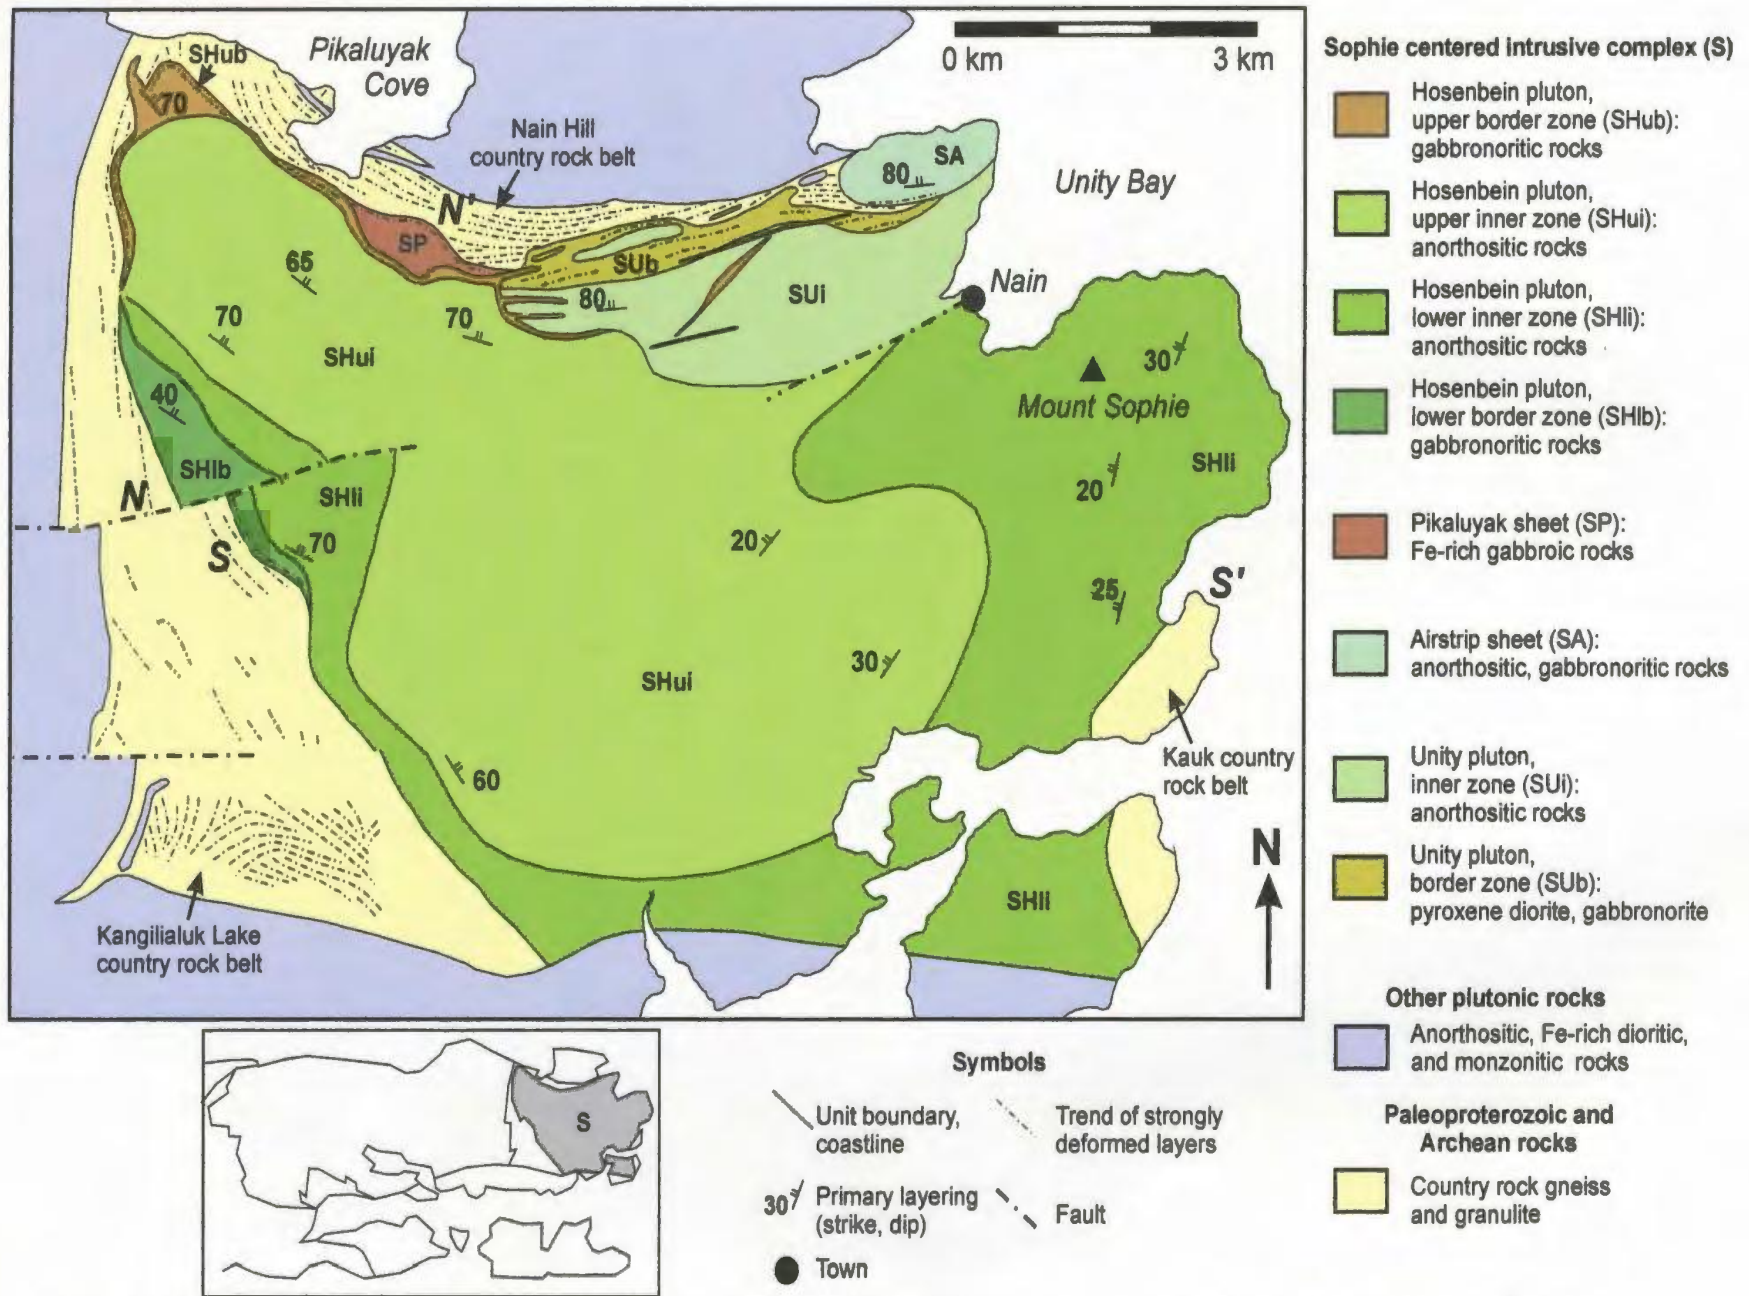 Pikaluyak
Cove
SHub
70
0 km
3 km
Nain Hill
country rock belt
N'
SP
SUb
80
SA
80
SUi
Unity Bay
Nain
65
70
70
SHui
40
SHlb
N
S
SHli
70
30
Mount Sophie
20
SHli
20
25
S'
30
SHui
60
Kauk country
rock belt
SHli
N
Kangilialuk Lake
country rock belt
Sophie centered intrusive complex (S)
Hosenbein pluton,
upper border zone (SHub):
gabbronoritic rocks
Hosenbein pluton,
upper inner zone (SHui):
anorthositic rocks
Hosenbein pluton,
lower inner zone (SHli):
anorthositic rocks
Hosenbein pluton,
lower border zone (SHlb):
gabbronoritic rocks
Pikaluyak sheet (SP):
Fe-rich gabbroic rocks
Airstrip sheet (SA):
anorthositic, gabbronoritic rocks
Unity pluton,
inner zone (SUi):
anorthositic rocks
Unity pluton,
border zone (SUb):
pyroxene diorite, gabbronorite
Other plutonic rocks
Anorthositic, Fe-rich dioritic,
and monzonitic rocks
Paleoproterozoic and
Archean rocks
Country rock gneiss
and granulite
S
Symbols
Unit boundary,
coastline
Trend of strongly
deformed layers
30
Primary layering
(strike, dip)
Fault
Town